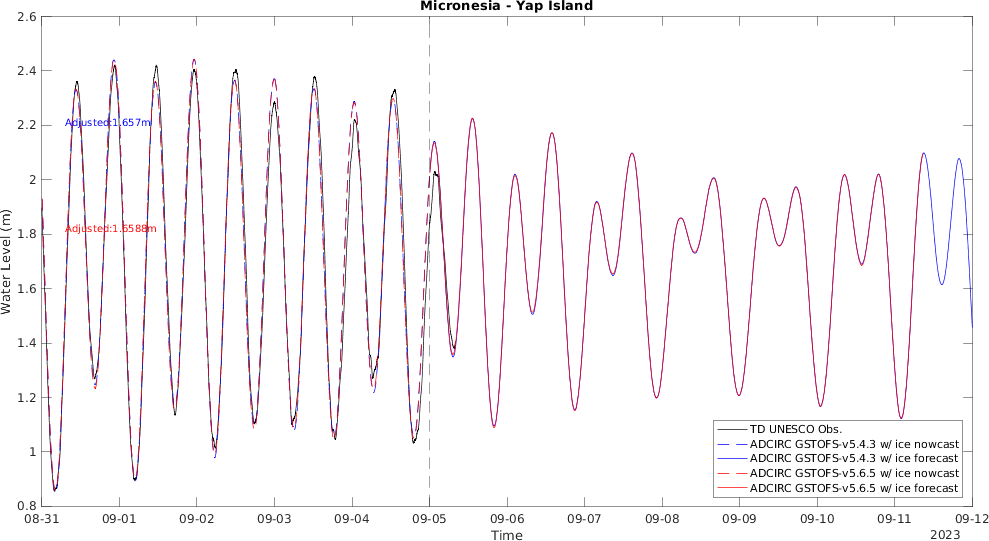 Micronesia - Yap Island
Water Level (m)
2.6
2.4
2.2
2
1.8
1.6
1.4
1.2
1
0.8
Adjusted:1.657m
Adjusted:1.6588m
TD UNESCO Obs.
ADCIRC GSTOFS-v5.4.3 w/ ice nowcast
ADCIRC GSTOFS-v5.4.3 w/ ice forecast
ADCIRC GSTOFS-v5.6.5 w/ ice nowcast
ADCIRC GSTOFS-v5.6.5 w/ ice forecast
08-31 09-01 09-02 09-03 09-04 09-05 09-06 09-07 09-08 09-09 09-10 09-11 09-12
Time
2023